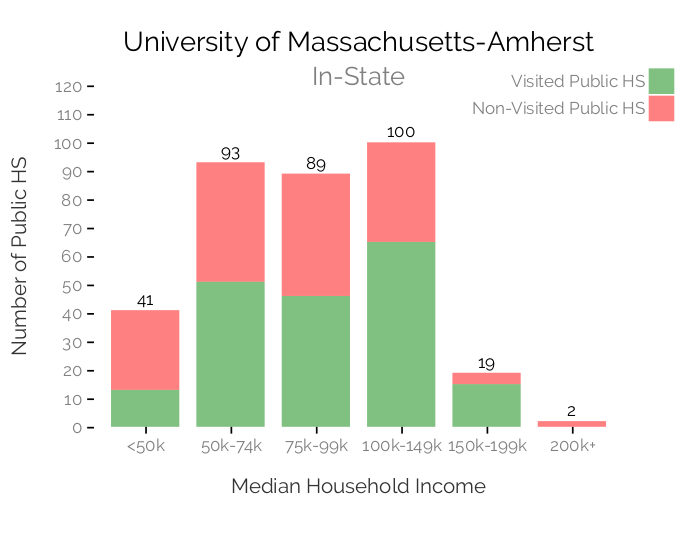 University of Massachusetts-Amherst
In-State
Visited Public HS
Non-Visited Public HS
Number of Public HS
120
110
100
90
80
70
60
50
40
30
20
10
0
41
93
89
100
19
2
<50k 50k-74k 75k-99k 100k-149k 150k-199k 200k+
Median Household Income